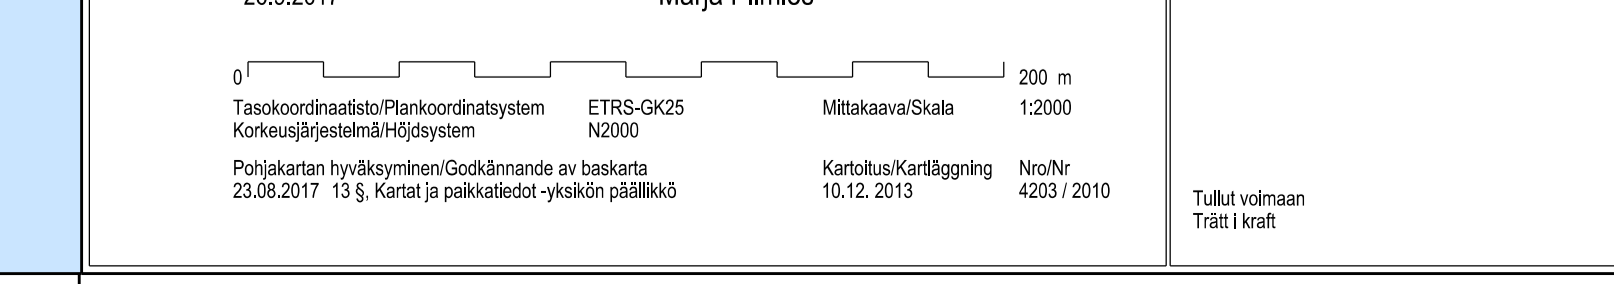 0 200 m
Tasokoordinaatisto/Plankoordinatsystem ETRS-GK25 Mittakaava/Skala 1:2000
Korkeusjärjestelmä/Höjdsystem N2000
Pohjakartan hyväksyminen/Godkännande av baskarta Kartoitus/Kartläggning Nro/Nr
23.08.2017 13 §, Kartat ja paikkatiedot -yksikön päällikkö 10.12. 2013 4203 / 2010
Tullut voimaan
Trätt i kraft